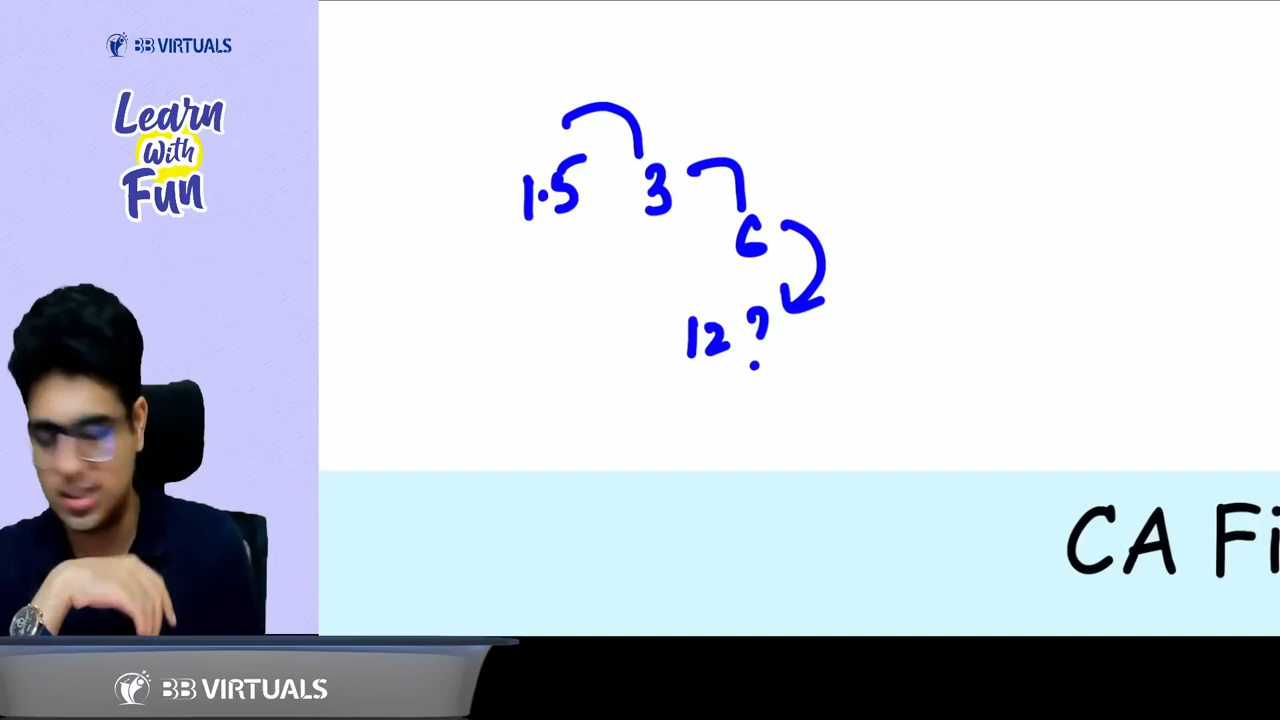 BB VIRTUALS
Learn
With
Fun
1.5 3
6
12 ?
CA Fi
BB VIRTUALS